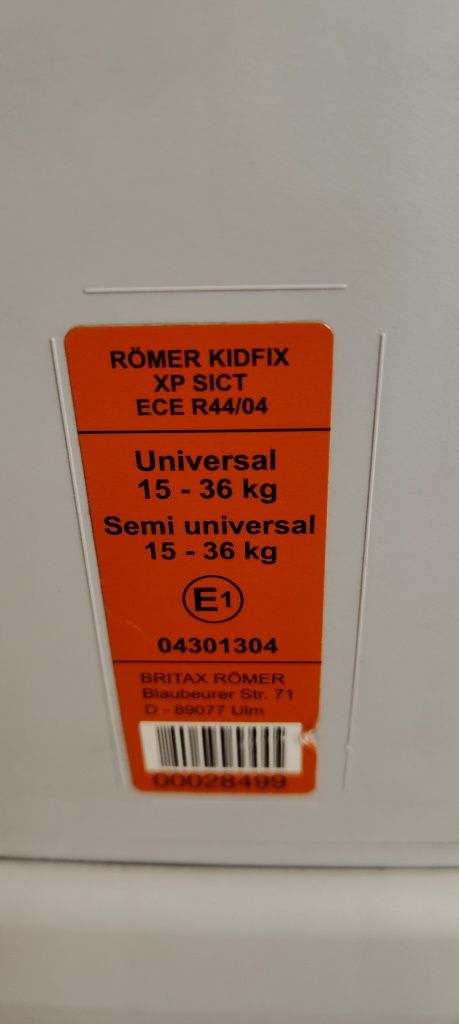 RÖMER KIDFIX
XP SICT
ECE R44/04
Universal
15 - 36 kg
Semi universal
15 - 36 kg
E1
04301304
BRITAX RÖMER
Blaubeurer Str. 71
D - 89077 Ulm
00028499